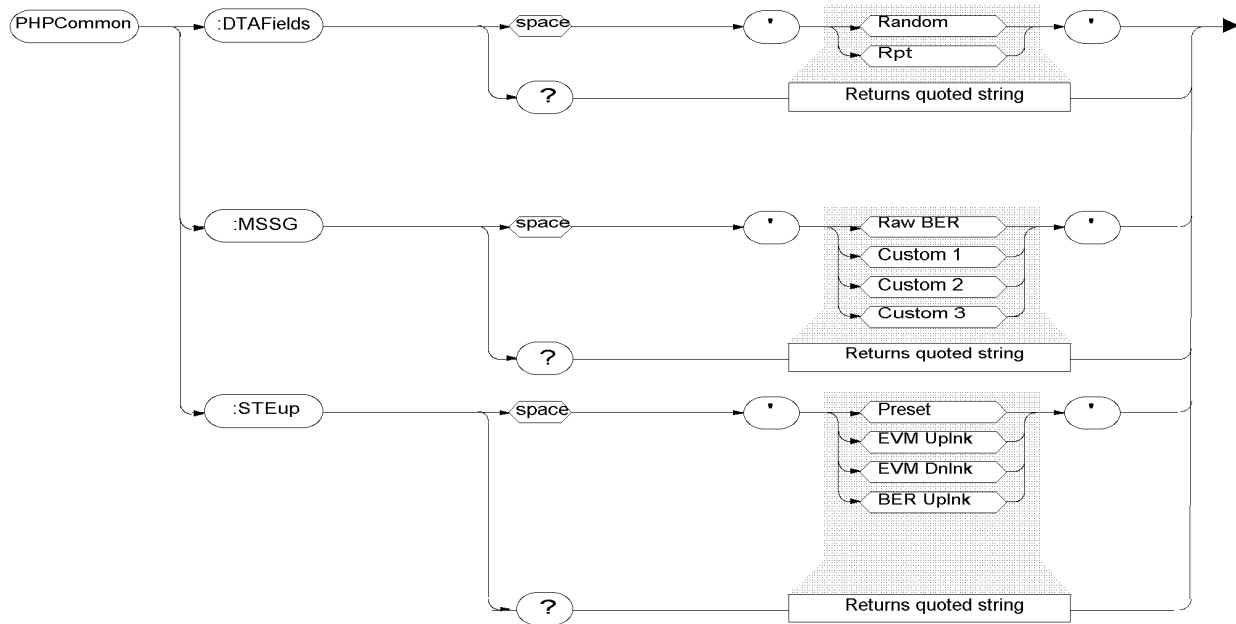 PHPCommon :DTAFields space ' Random '
Rpt
? Returns quoted string
:MSSG space ' Raw BER '
Custom 1
Custom 2
Custom 3
? Returns quoted string
:STEup space ' Preset '
EVM Uplnk
EVM Dnlnk
BER Uplnk
? Returns quoted string